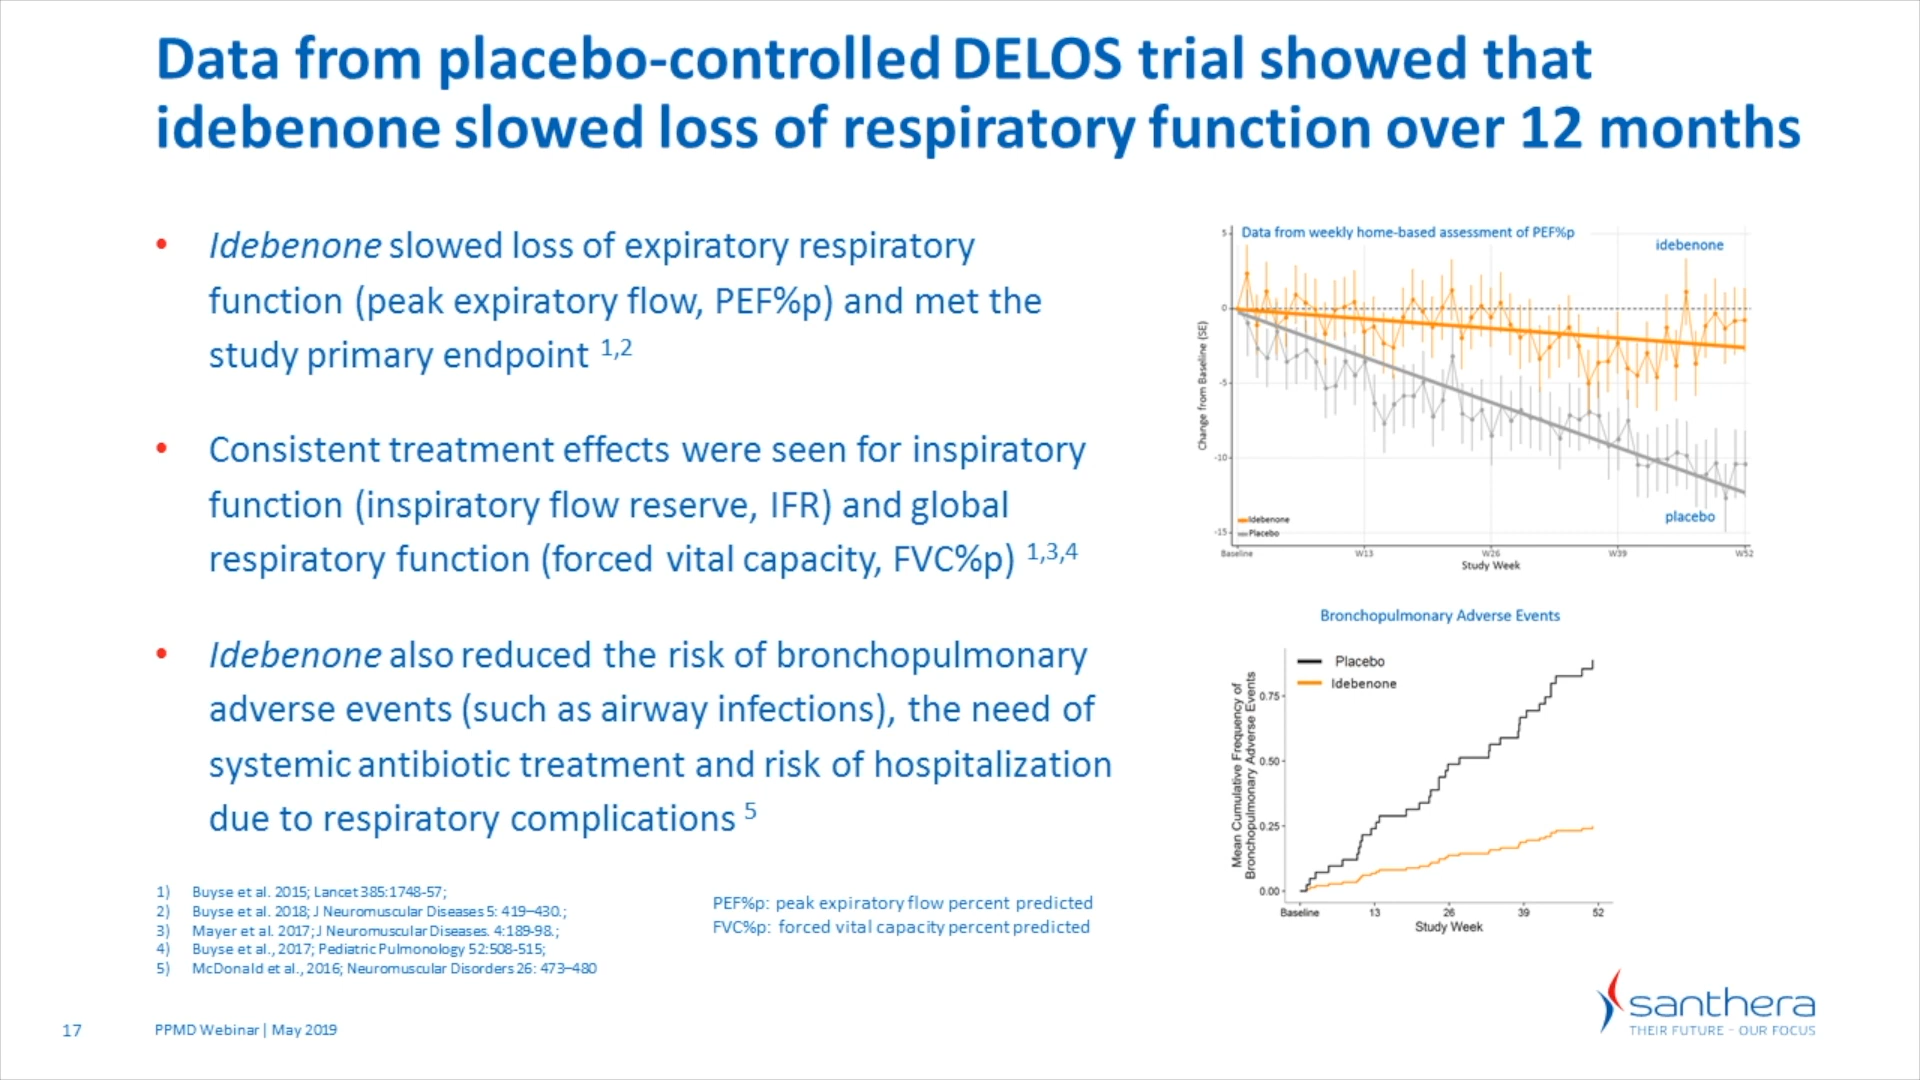 Data from placebo-controlled DELOS trial showed that
idebenone slowed loss of respiratory function over 12 months
• Idebenone slowed loss of expiratory respiratory
function (peak expiratory flow, PEF%p) and met the
study primary endpoint 1,2
• Consistent treatment effects were seen for inspiratory
function (inspiratory flow reserve, IFR) and global
respiratory function (forced vital capacity, FVC%p) 1,3,4
• Idebenone also reduced the risk of bronchopulmonary
adverse events (such as airway infections), the need of
systemic antibiotic treatment and risk of hospitalization
due to respiratory complications 5
1) Buyse et al. 2015; Lancet 385:1748-57;
2) Buyse et al. 2018; J Neuromuscular Diseases 5: 419–430.;
3) Mayer et al. 2017; J Neuromuscular Diseases. 4:189-98.;
4) Buyse et al., 2017; Pediatric Pulmonology 52:508-515;
5) McDonald et al., 2016; Neuromuscular Disorders 26: 473–480
PEF%p: peak expiratory flow percent predicted
FVC%p: forced vital capacity percent predicted
Data from weekly home-based assessment of PEF%p
idebenone
5
0
-5
-10
-15
Change from Baseline (SE)
placebo
Idebenone
Placebo
Baseline W13 W26 W39 W52
Study Week
Bronchopulmonary Adverse Events
Placebo
Idebenone
Mean Cumulative Frequency of
Bronchopulmonary Adverse Events
0.75
0.50
0.25
0.00
Baseline 13 26 39 52
Study Week
santhera
THEIR FUTURE - OUR FOCUS
17 PPMD Webinar | May 2019